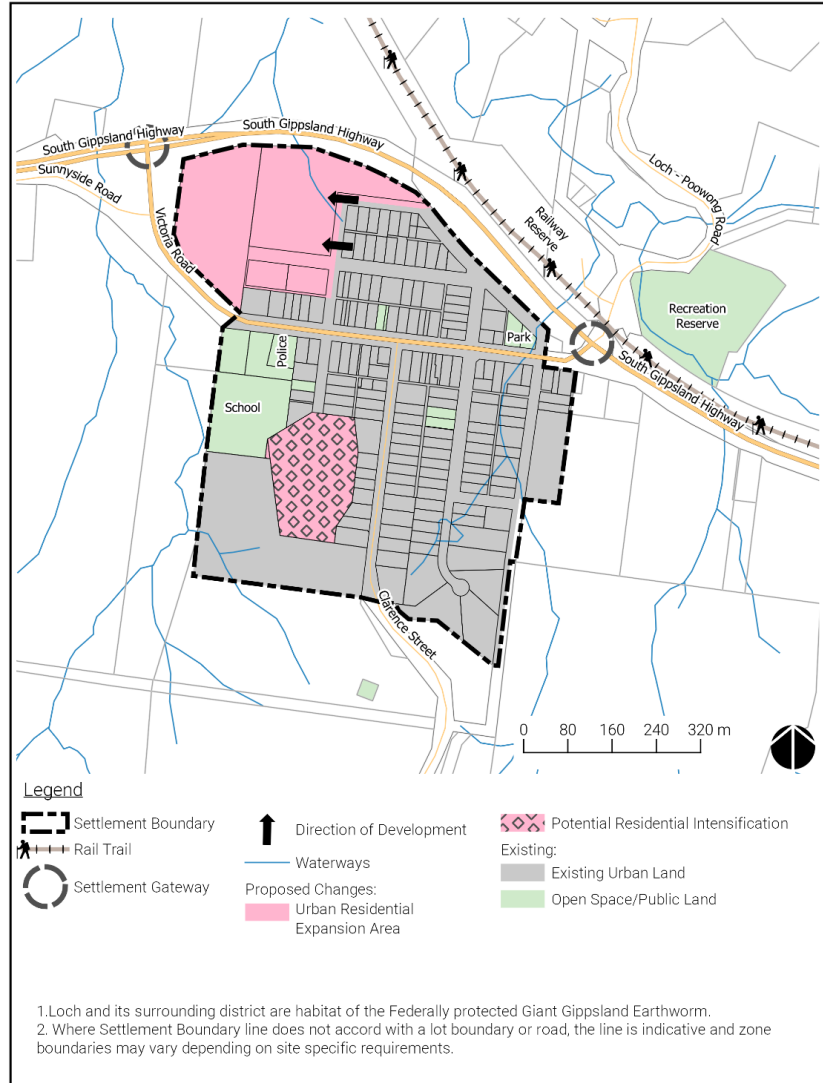 South Gippsland Highway
South Gippsland Highway
Sunnyside Road
Victoria Road
Loch - Poowong Road
Railway
Reserve
Recreation
Reserve
Park
Police
School
South Gippsland Highway
Clarence Street
0 80 160 240 320 m
Legend
Settlement Boundary
Rail Trail
Settlement Gateway
Direction of Development
Waterways
Proposed Changes:
Urban Residential
Expansion Area
Potential Residential Intensification
Existing:
Existing Urban Land
Open Space/Public Land
1.Loch and its surrounding district are habitat of the Federally protected Giant Gippsland Earthworm.
2. Where Settlement Boundary line does not accord with a lot boundary or road, the line is indicative and zone
boundaries may vary depending on site specific requirements.